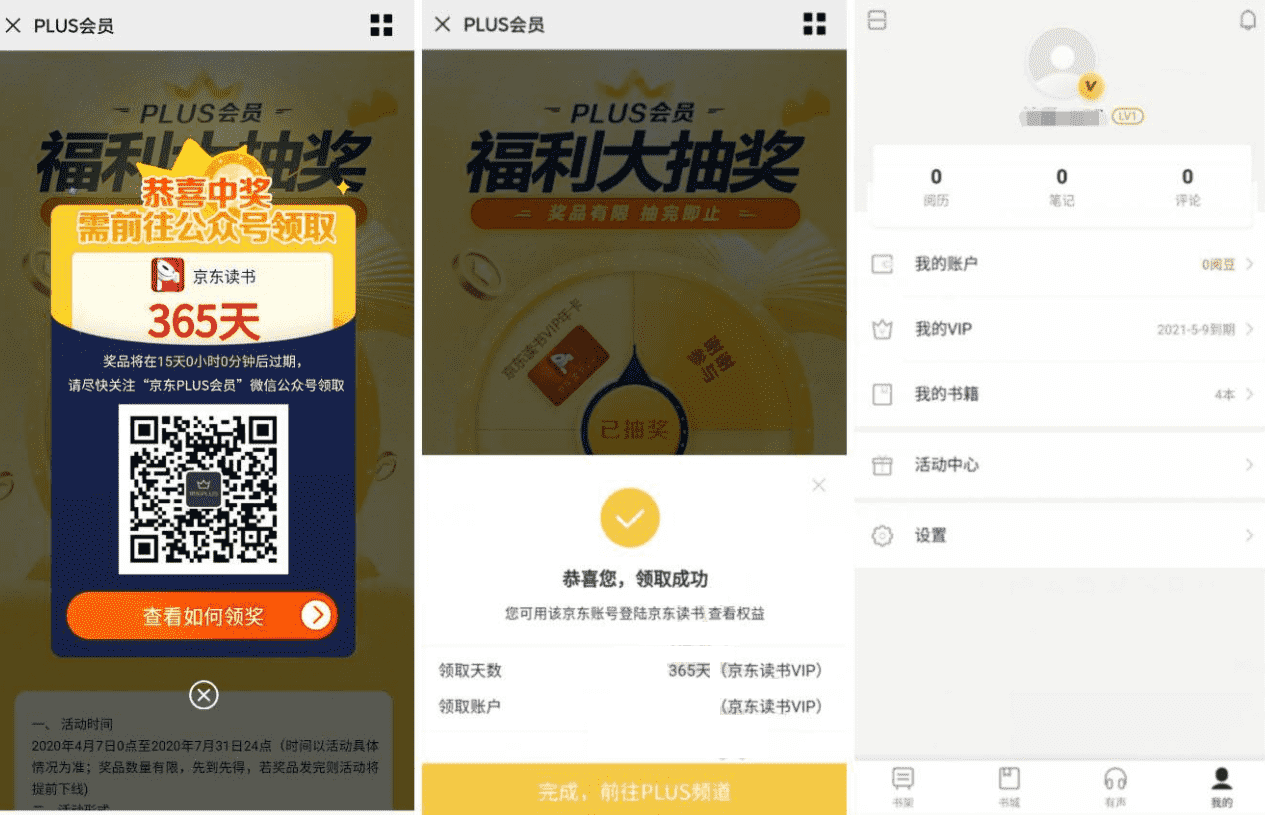 PLUS会员
PLUS会员
福利大抽奖
恭喜中奖
需前往公众号领取
京东读书
365天
奖品将在15天0小时0分钟后过期，
请尽快关注“京东PLUS会员”微信公众号领取
查看如何领奖
一、 活动时间
2020年4月7日0点至2020年7月31日24点（时间以活动具体
情况为准；奖品数量有限，先到先得，若奖品发完则活动将
提前下线)
二、活动形式
PLUS会员
PLUS会员
福利大抽奖
奖品有限 抽完即止
京东读书VIP年卡
谢谢参与
已抽奖
恭喜您，领取成功
您可用该京东账号登陆京东读书查看权益
领取天数 365天（京东读书VIP）
领取账户 （京东读书VIP）
完成，前往PLUS频道
V
LV1
0 0 0
阅历 笔记 评论
我的账户 0阅豆
我的VIP 2021-5-9到期
我的书籍 4本
活动中心
设置
书架 书城 有声 我的